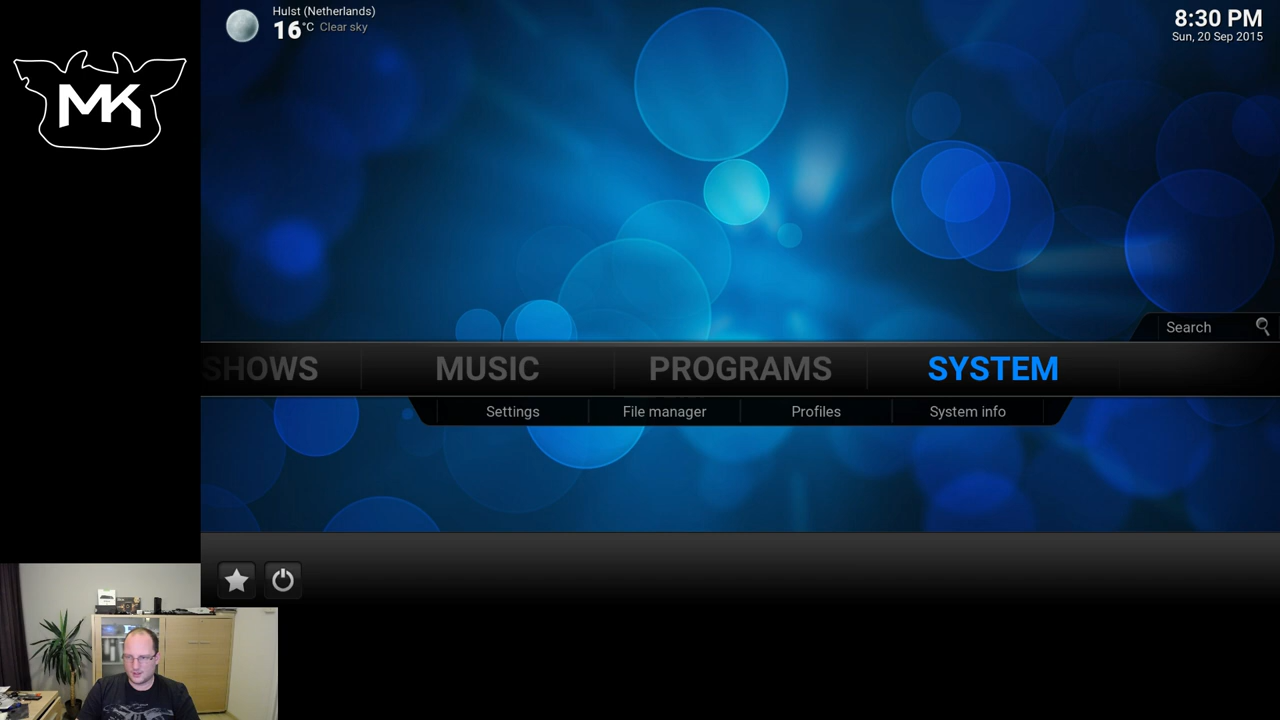 Hulst (Netherlands)
16°C Clear sky
8:30 PM
Sun, 20 Sep 2015
MK
Search
SHOWS MUSIC PROGRAMS SYSTEM
Settings File manager Profiles System info